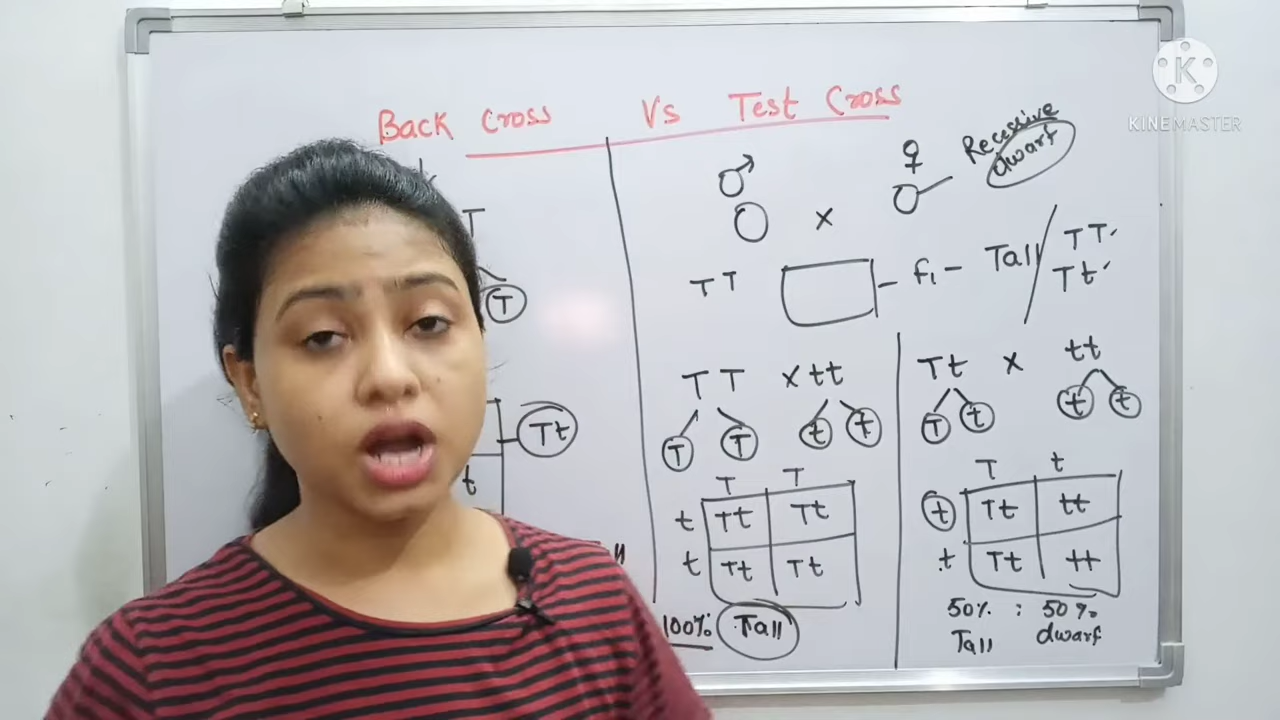 Back Cross Vs Test Cross
KINEMASTER
Recessive
dwarf
T
T
Tt
t
♂ ♀
x
TT F1 - Tall TT
Tt
TT x tt
T T t t
T T
t Tt Tt
t Tt Tt
100% Tall
Tt x tt
T t t t
T t
t Tt tt
t Tt tt
50% : 50%
Tall dwarf